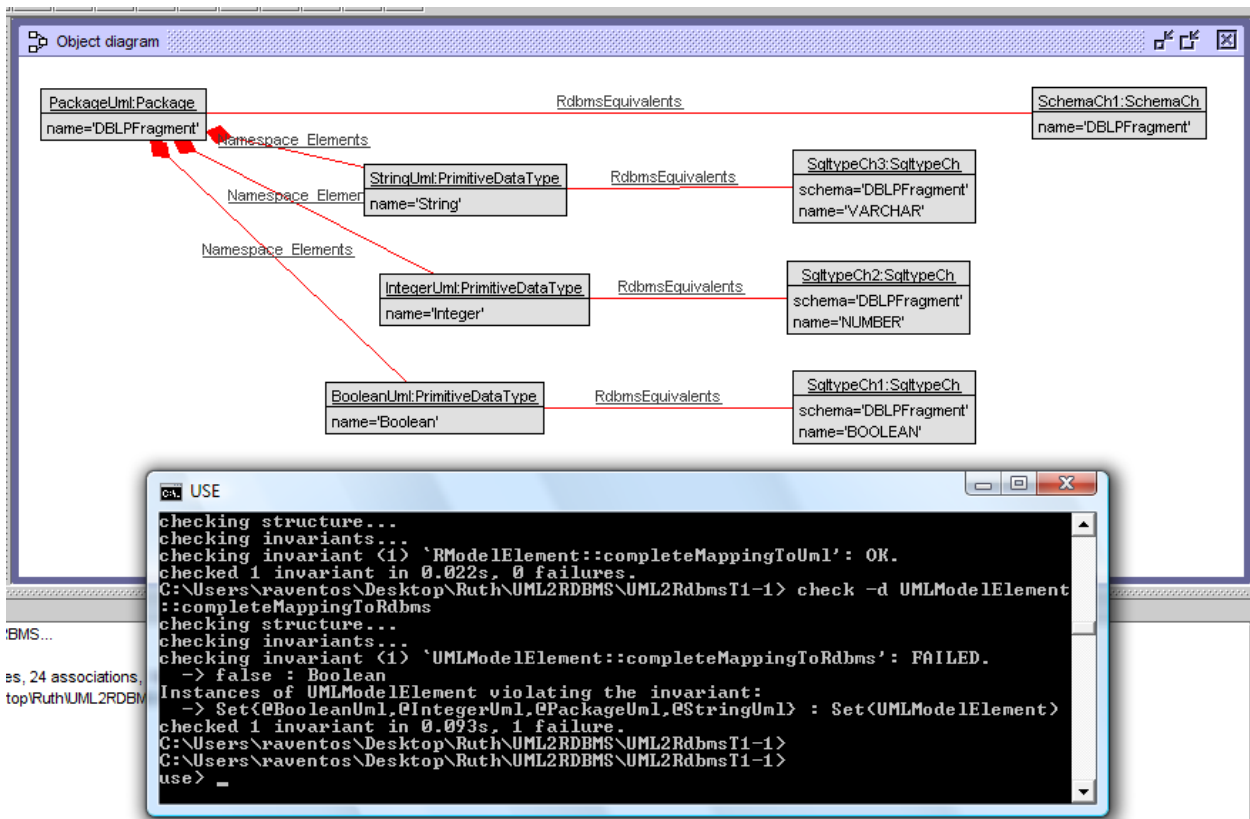 Object diagram
PackageUml:Package
name='DBLPFragment'
RdbmsEquivalents
SchemaCh1:SchemaCh
name='DBLPFragment'
Namespace_Elements
StringUml:PrimitiveDataType
name='String'
RdbmsEquivalents
SqltypeCh3:SqltypeCh
schema='DBLPFragment'
name='VARCHAR'
Namespace_Elemen
Namespace_Elements
IntegerUml:PrimitiveDataType
name='Integer'
RdbmsEquivalents
SqltypeCh2:SqltypeCh
schema='DBLPFragment'
name='NUMBER'
BooleanUml:PrimitiveDataType
name='Boolean'
RdbmsEquivalents
SqltypeCh1:SqltypeCh
schema='DBLPFragment'
name='BOOLEAN'
C:\.
USE
checking structure...
checking invariants...
checking invariant (1) `RModelElement::completeMappingToUml': OK.
checked 1 invariant in 0.022s, 0 failures.
C:\Users\raventos\Desktop\Ruth\UML2RDBMS\UML2RdbmsT1-1> check -d UMLModelElement
::completeMappingToRdbms
checking structure...
checking invariants...
checking invariant (1) `UMLModelElement::completeMappingToRdbms': FAILED.
-> false : Boolean
Instances of UMLModelElement violating the invariant:
-> Set{@BooleanUml,@IntegerUml,@PackageUml,@StringUml} : Set(UMLModelElement)
checked 1 invariant in 0.093s, 1 failure.
C:\Users\raventos\Desktop\Ruth\UML2RDBMS\UML2RdbmsT1-1>
C:\Users\raventos\Desktop\Ruth\UML2RDBMS\UML2RdbmsT1-1>
use>
BMS...
es, 24 associations,
top\Ruth\UML2RDBM